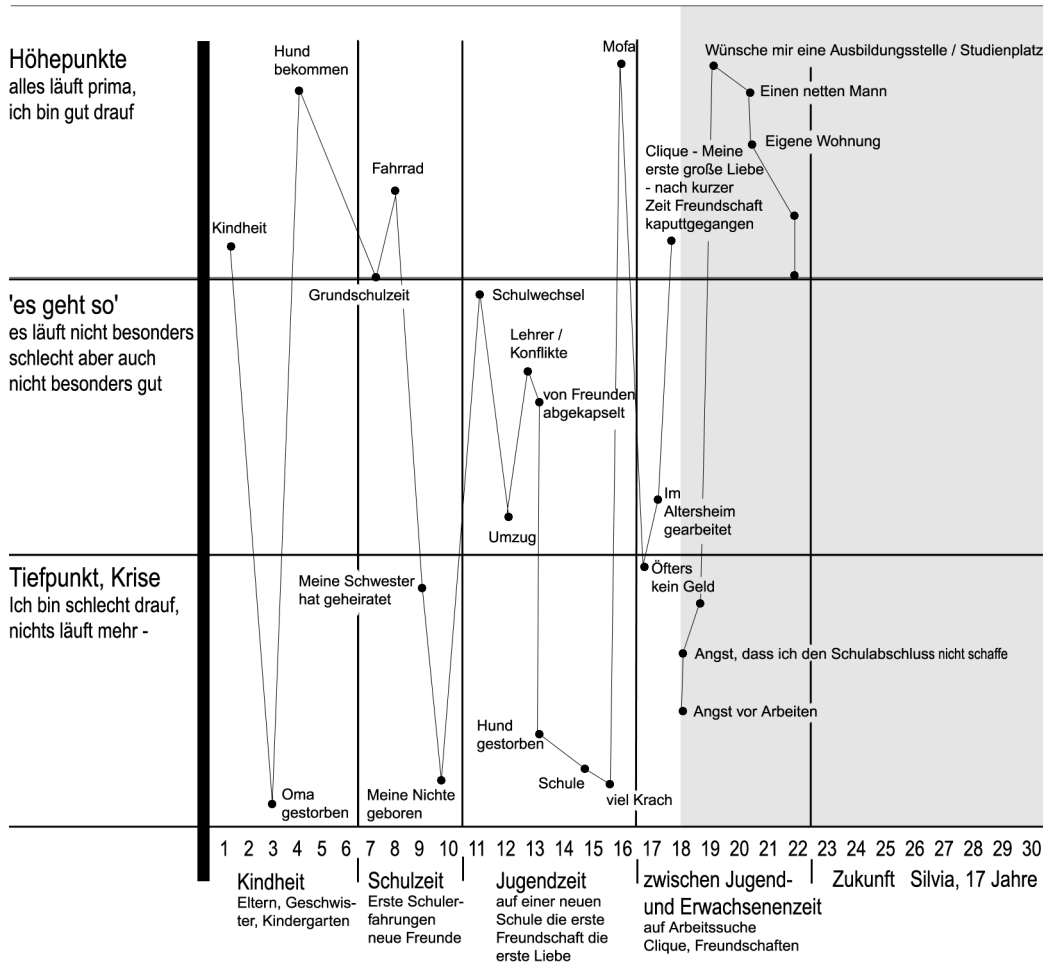 Höhepunkte
alles läuft prima,
ich bin gut drauf
'es geht so'
es läuft nicht besonders
schlecht aber auch
nicht besonders gut
Tiefpunkt, Krise
Ich bin schlecht drauf,
nichts läuft mehr -
Kindheit
Hund
bekommen
Fahrrad
Grundschulzeit
Mofa
Wünsche mir eine Ausbildungsstelle / Studienplatz
Einen netten Mann
Eigene Wohnung
Clique - Meine
erste große Liebe
- nach kurzer
Zeit Freundschaft
kaputtgegangen
Schulwechsel
Lehrer /
Konflikte
von Freunden
abgekapselt
Umzug
Im
Altersheim
gearbeitet
Meine Schwester
hat geheiratet
Öfters
kein Geld
Angst, dass ich den Schulabschluss nicht schaffe
Angst vor Arbeiten
Oma
gestorben
Meine Nichte
geboren
Hund
gestorben
Schule
viel Krach
1 2 3 4 5 6 7 8 9 10 11 12 13 14 15 16 17 18 19 20 21 22 23 24 25 26 27 28 29 30
Kindheit
Eltern, Geschwis-
ter, Kindergarten
Schulzeit
Erste Schuler-
fahrungen
neue Freunde
Jugendzeit
auf einer neuen
Schule die erste
Freundschaft die
erste Liebe
zwischen Jugend-
und Erwachsenenzeit
auf Arbeitssuche
Clique, Freundschaften
Zukunft Silvia, 17 Jahre